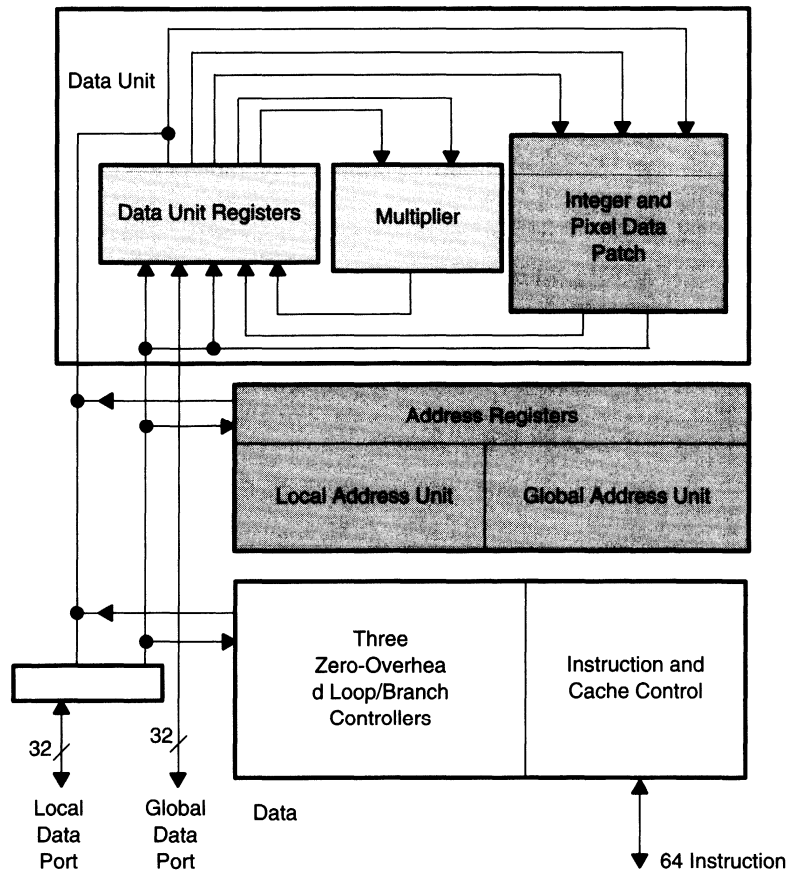 Data Unit
Data Unit Registers
Multiplier
Integer and
Pixel Data
Patch
Address Registers
Local Address Unit
Global Address Unit
Three
Zero-Overhea
d Loop/Branch
Controllers
Instruction and
Cache Control
32
32
Local
Data
Port
Global
Data
Port
Data
64 Instruction